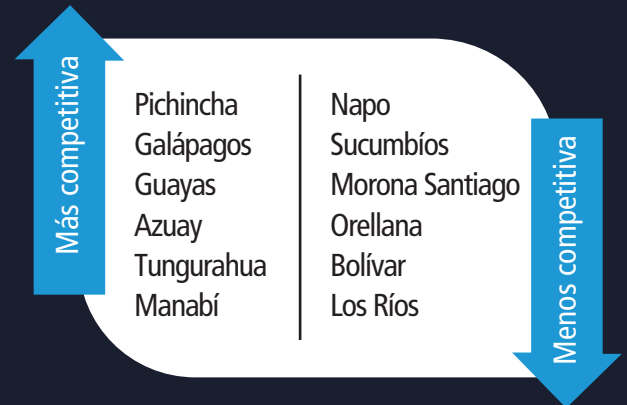 Más competitiva
Pichincha
Galápagos
Guayas
Azuay
Tungurahua
Manabí
Napo
Sucumbíos
Morona Santiago
Orellana
Bolívar
Los Ríos
Menos competitiva